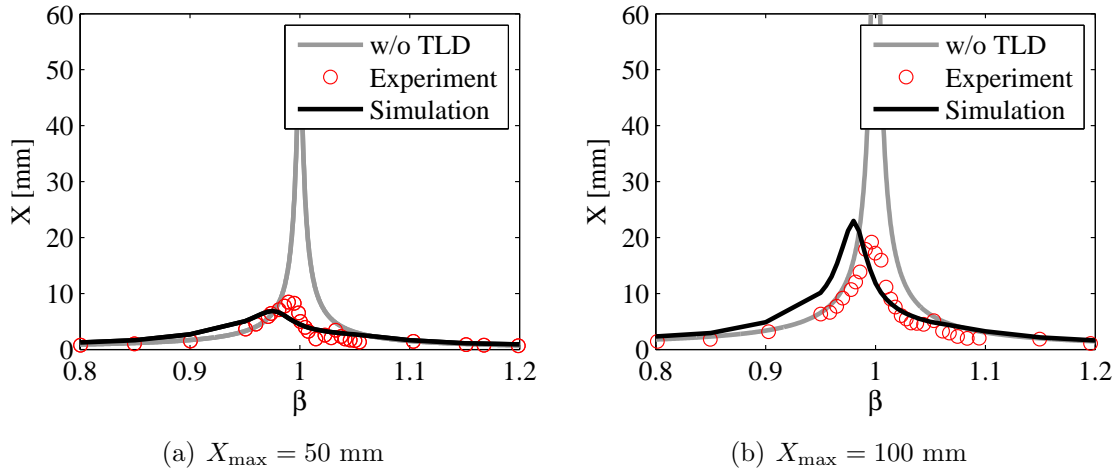 60
50
40
30
20
10
0
X [mm]
0.8 0.9 1 1.1 1.2
β
w/o TLD
Experiment
Simulation
(a) X_max = 50 mm
60
50
40
30
20
10
0
X [mm]
0.8 0.9 1 1.1 1.2
β
w/o TLD
Experiment
Simulation
(b) X_max = 100 mm